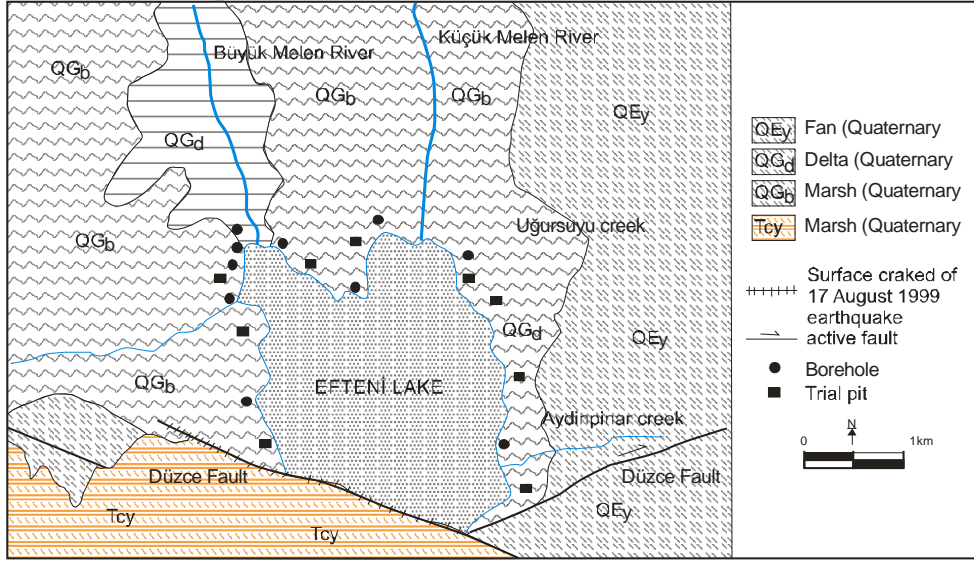 Büyük Melen River
Küçük Melen River
QGb
QGb
QGb
QEy
QGd
QGb
Uğursuyu creek
QGd
QEy
QGb
EFTENİ LAKE
Aydinpinar creek
Düzce Fault
Düzce Fault
Tcy
Tcy
QEy
QEy Fan (Quaternary
QGd Delta (Quaternary
QGb Marsh (Quaternary
Tcy Marsh (Quaternary
Surface craked of
17 August 1999
earthquake
active fault
Borehole
Trial pit
N
0 1km